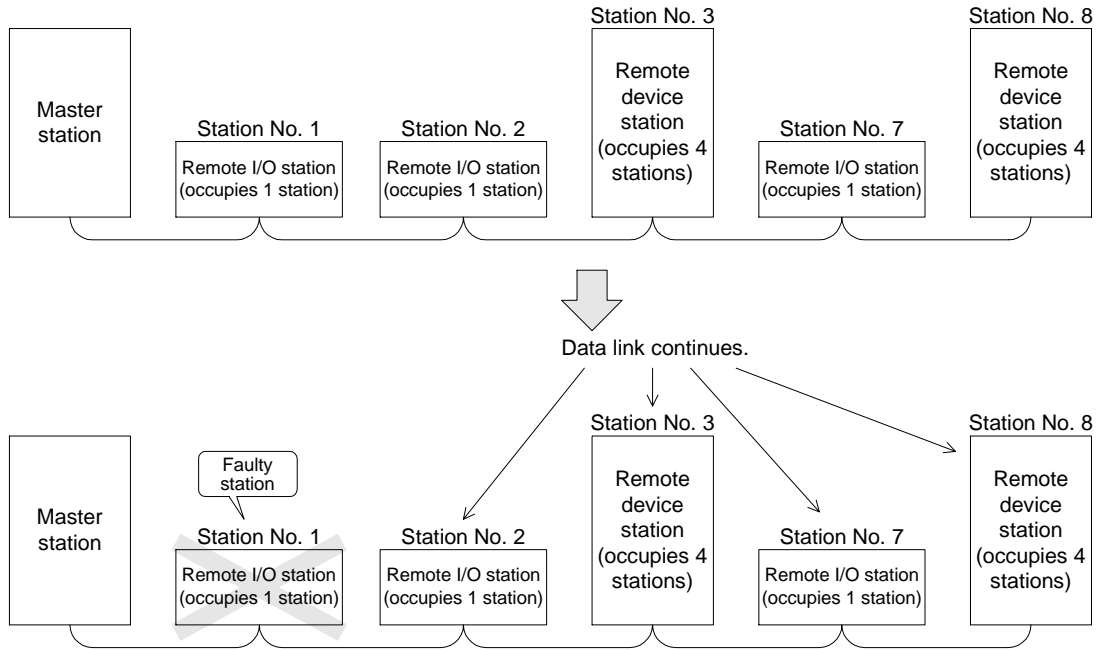 Station No. 3
Station No. 8
Master
station
Station No. 1
Remote I/O station
(occupies 1 station)
Station No. 2
Remote I/O station
(occupies 1 station)
Remote
device
station
(occupies 4
stations)
Station No. 7
Remote I/O station
(occupies 1 station)
Remote
device
station
(occupies 4
stations)
Data link continues.
Station No. 3
Station No. 8
Master
station
Faulty
station
Station No. 1
Remote I/O station
(occupies 1 station)
Station No. 2
Remote I/O station
(occupies 1 station)
Remote
device
station
(occupies 4
stations)
Station No. 7
Remote I/O station
(occupies 1 station)
Remote
device
station
(occupies 4
stations)